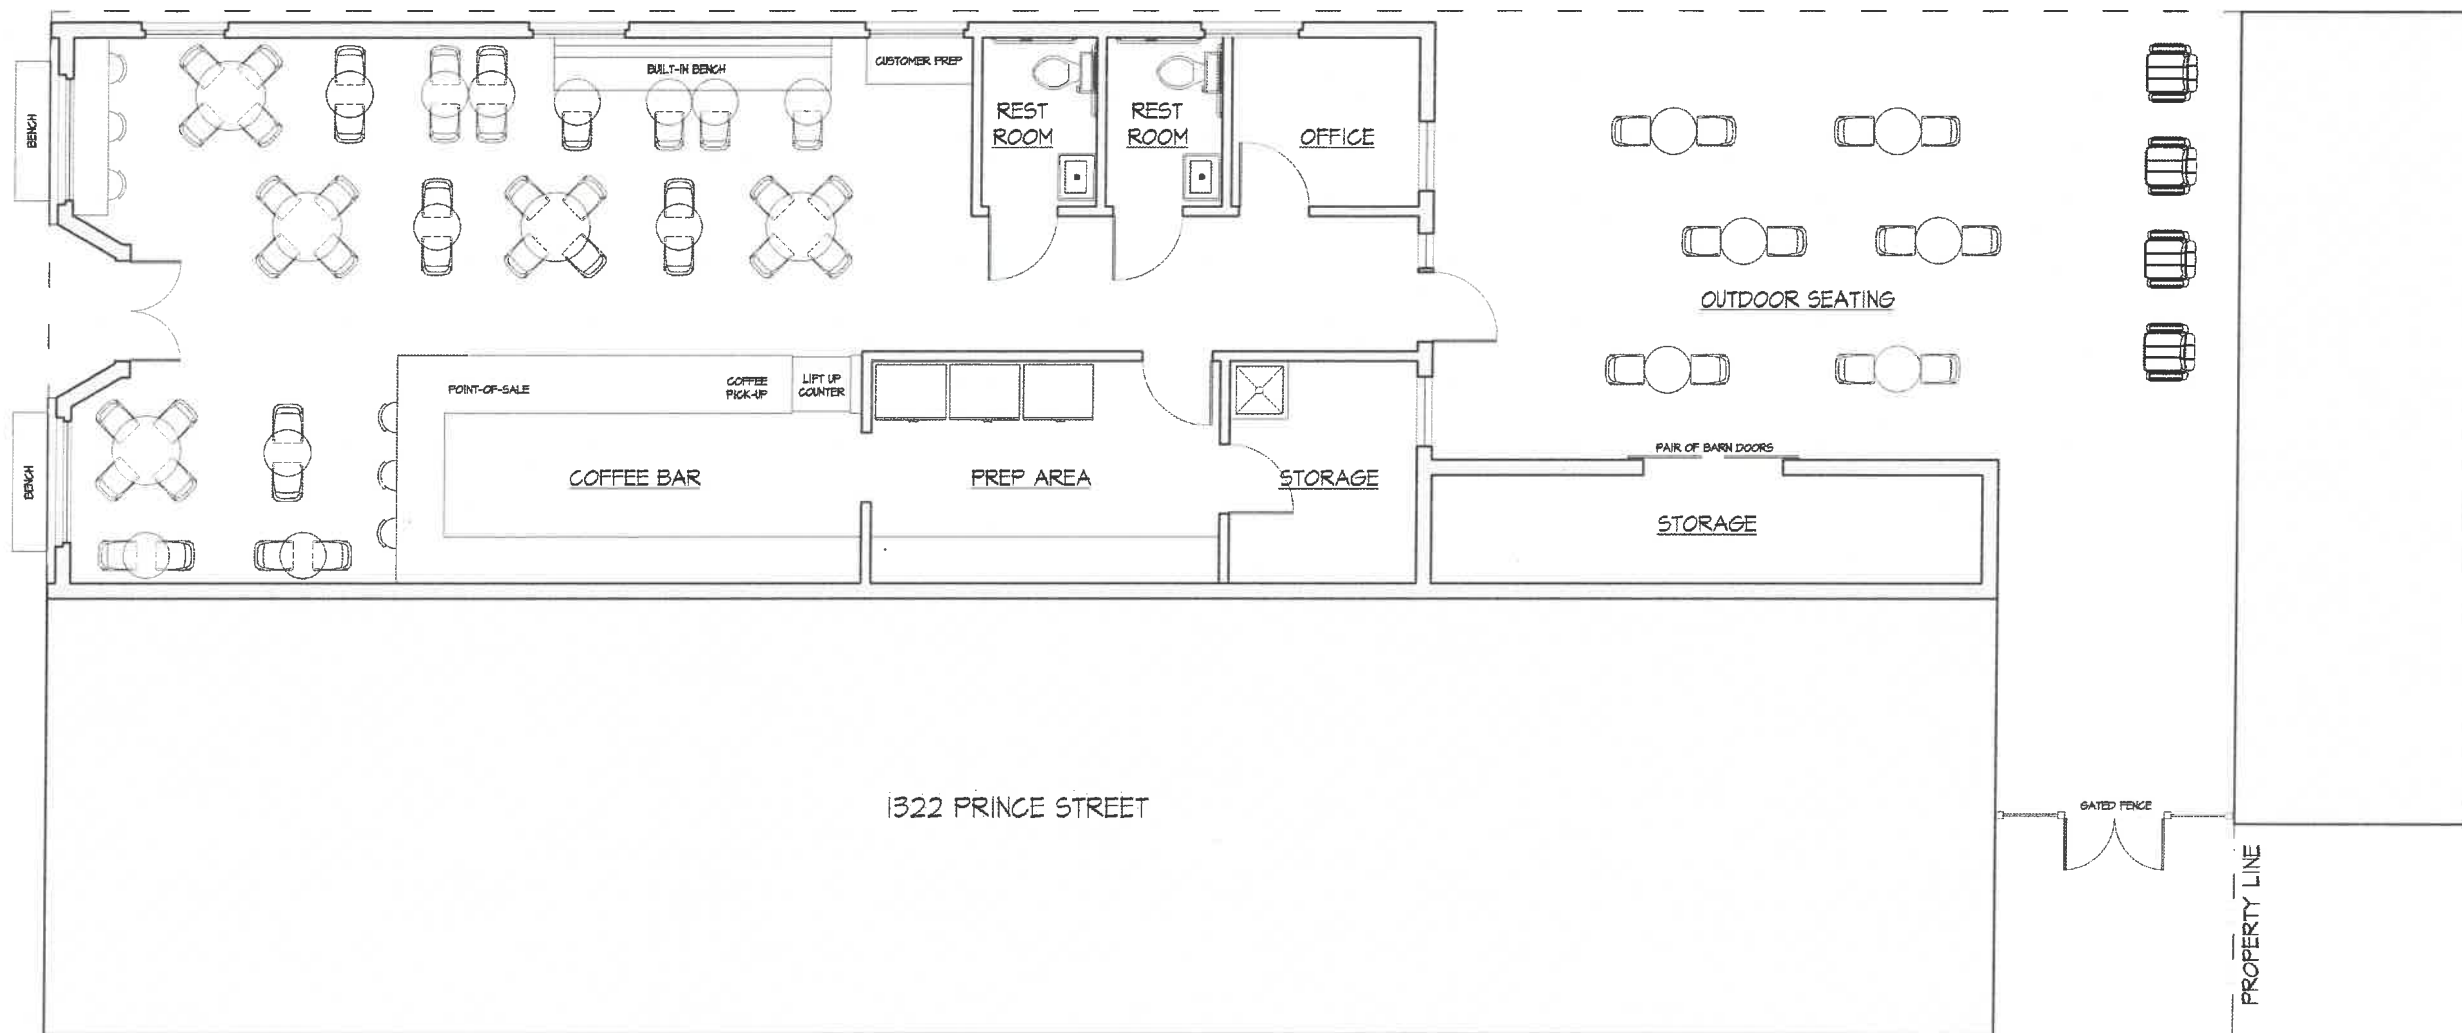 BUILT-IN BENCH
CUSTOMER PREP
REST
ROOM
REST
ROOM
OFFICE
BENCH
OUTDOOR SEATING
POINT-OF-SALE
COFFEE
PICK-UP
LIFT UP
COUNTER
BENCH
COFFEE BAR
PREP AREA
STORAGE
PAIR OF BARN DOORS
STORAGE
1322 PRINCE STREET
GATED FENCE
PROPERTY LINE